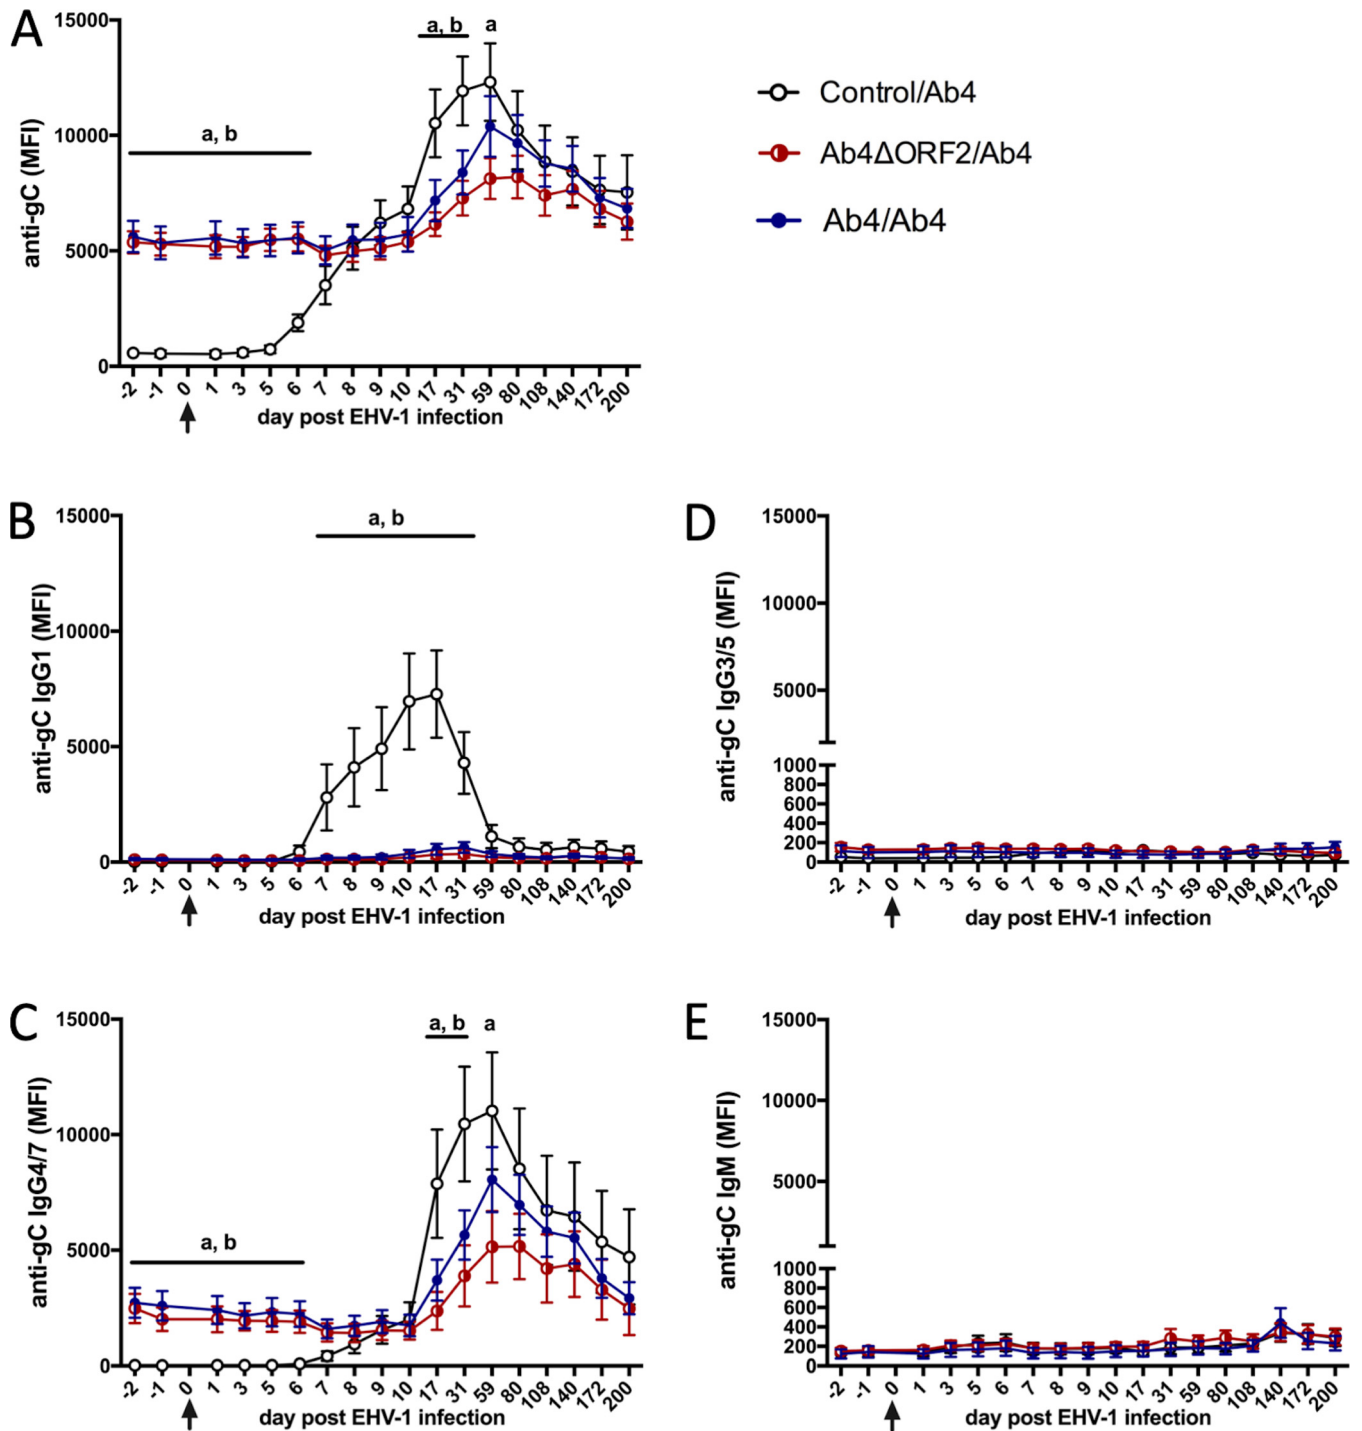 A
15000
10000
5000
0
anti-gC (MFI)
a, b
a, b
a
-2 -1 0 1 3 5 6 7 8 9 10 17 31 59 80 108 140 172 200
day post EHV-1 infection
Control/Ab4
Ab4ΔORF2/Ab4
Ab4/Ab4
B
15000
10000
5000
0
anti-gC IgG1 (MFI)
a, b
-2 -1 0 1 3 5 6 7 8 9 10 17 31 59 80 108 140 172 200
day post EHV-1 infection
D
15000
10000
5000
1000
800
600
400
200
0
anti-gC IgG3/5 (MFI)
-2 -1 0 1 3 5 6 7 8 9 10 17 31 59 80 108 140 172 200
day post EHV-1 infection
C
15000
10000
5000
0
anti-gC IgG4/7 (MFI)
a, b
a, b
a
-2 -1 0 1 3 5 6 7 8 9 10 17 31 59 80 108 140 172 200
day post EHV-1 infection
E
15000
10000
5000
1000
800
600
400
200
0
anti-gC IgM (MFI)
-2 -1 0 1 3 5 6 7 8 9 10 17 31 59 80 108 140 172 200
day post EHV-1 infection